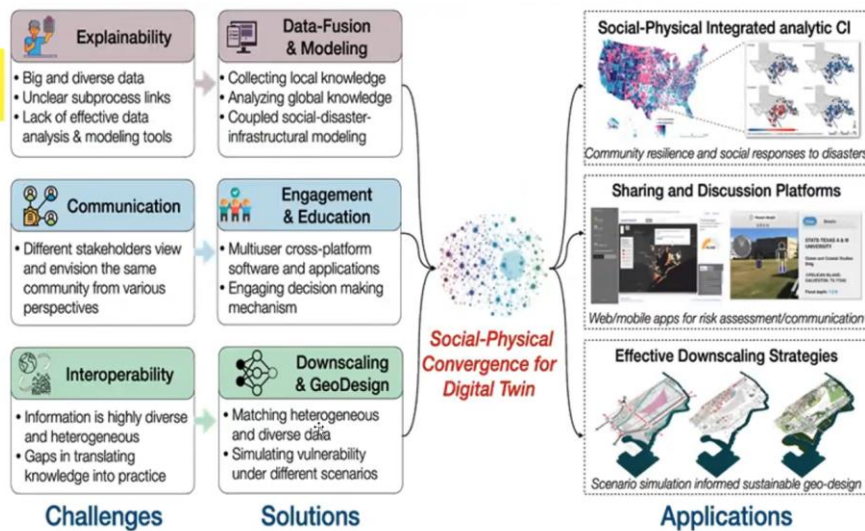 Explainability
• Big and diverse data
• Unclear subprocess links
• Lack of effective data
analysis & modeling tools
Data-Fusion
& Modeling
• Collecting local knowledge
• Analyzing global knowledge
• Coupled social-disaster-
infrastructural modeling
Communication
• Different stakeholders view
and envision the same
community from various
perspectives
Engagement
& Education
• Multiuser cross-platform
software and applications
• Engaging decision making
mechanism
Interoperability
• Information is highly diverse
and heterogeneous
• Gaps in translating
knowledge into practice
Downscaling
& GeoDesign
• Matching heterogeneous
and diverse data
• Simulating vulnerability
under different scenarios
Social-Physical
Convergence for
Digital Twin
Social-Physical Integrated analytic CI
Community resilience and social responses to disasters
Sharing and Discussion Platforms
STATE-TEXAS A & M
UNIVERSITY
Web/mobile apps for risk assessment/communication
Effective Downscaling Strategies
Scenario simulation informed sustainable geo-design
Challenges
Solutions
Applications